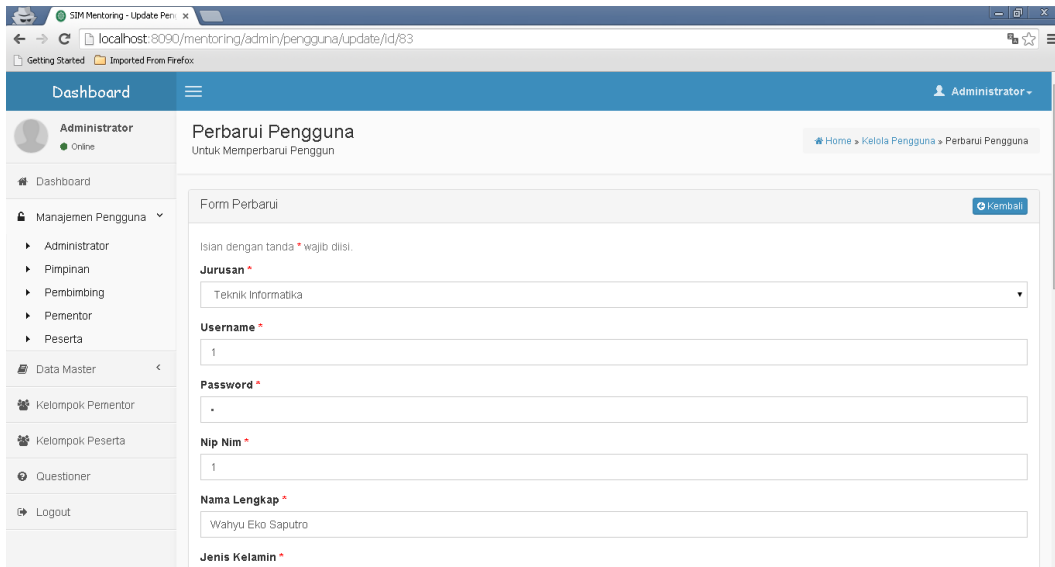 SIM Mentoring - Update Peng
localhost:8090/mentoring/admin/pengguna/update/id/83
Getting Started Imported From Firefox
Dashboard
Administrator
Administrator
Online
Perbarui Pengguna
Untuk Memperbarui Penggun
Home » Kelola Pengguna » Perbarui Pengguna
Dashboard
Manajemen Pengguna
Administrator
Pimpinan
Pembimbing
Pementor
Peserta
Data Master
Kelompok Pementor
Kelompok Peserta
Questioner
Logout
Form Perbarui
Kembali
Isian dengan tanda * wajib diisi.
Jurusan *
Teknik Informatika
Username *
1
Password *
•
Nip Nim *
1
Nama Lengkap *
Wahyu Eko Saputro
Jenis Kelamin *